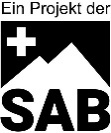 Ein Projekt der
SAB